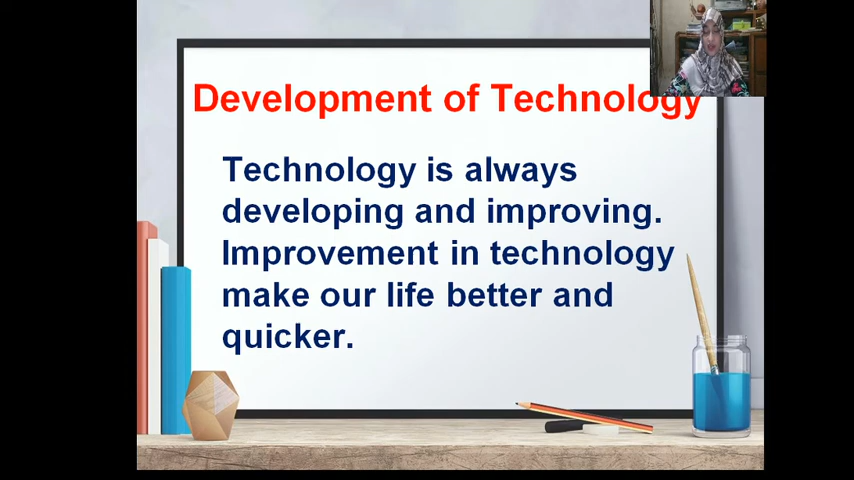 Development of Technology
Technology is always
developing and improving.
Improvement in technology
make our life better and
quicker.